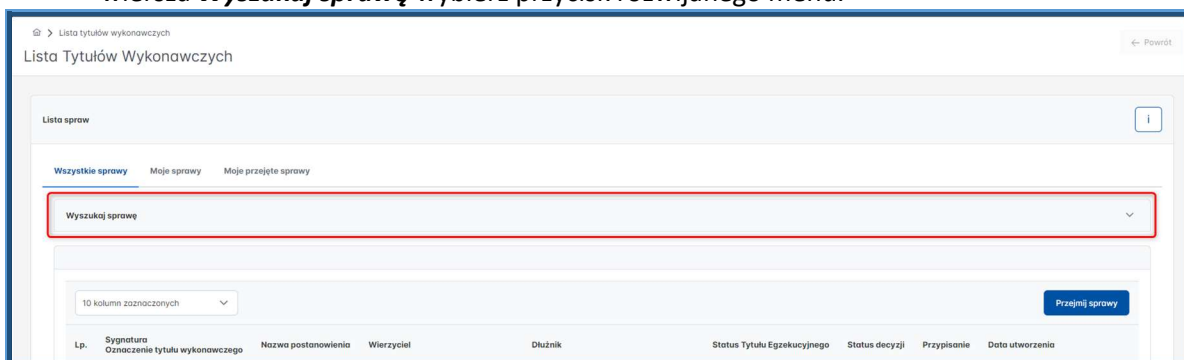 Wyszukaj sprawę wybierz przycisk rozwijanego menu.
Lista tytułów wykonawczych
← Powrót
Lista Tytułów Wykonawczych
Lista spraw
i
Wszystkie sprawy Moje sprawy Moje przejęte sprawy
Wyszukaj sprawę
10 kolumn zaznaczonych
Przejmij sprawy
Lp. Sygnatura
Oznaczenie tytułu wykonawczego Nazwa postanowienia Wierzyciel Dłużnik Status Tytułu Egzekucyjnego Status decyzji Przypisanie Data utworzenia